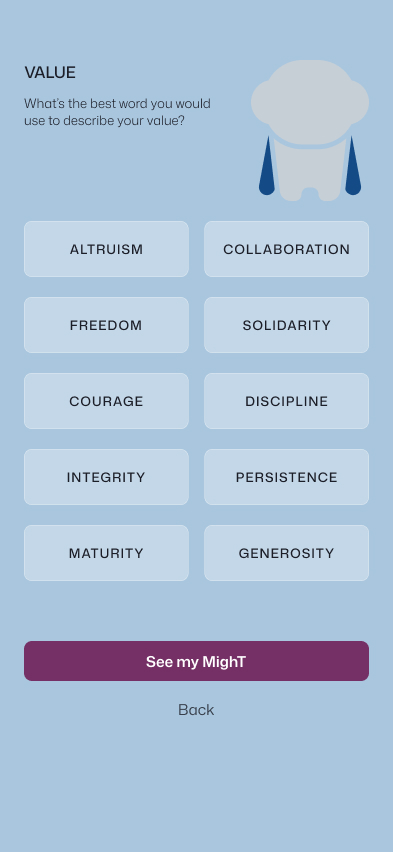 VALUE
What's the best word you would
use to describe your value?
ALTRUISM
COLLABORATION
FREEDOM
SOLIDARITY
COURAGE
DISCIPLINE
INTEGRITY
PERSISTENCE
MATURITY
GENEROSITY
See my MighT
Back